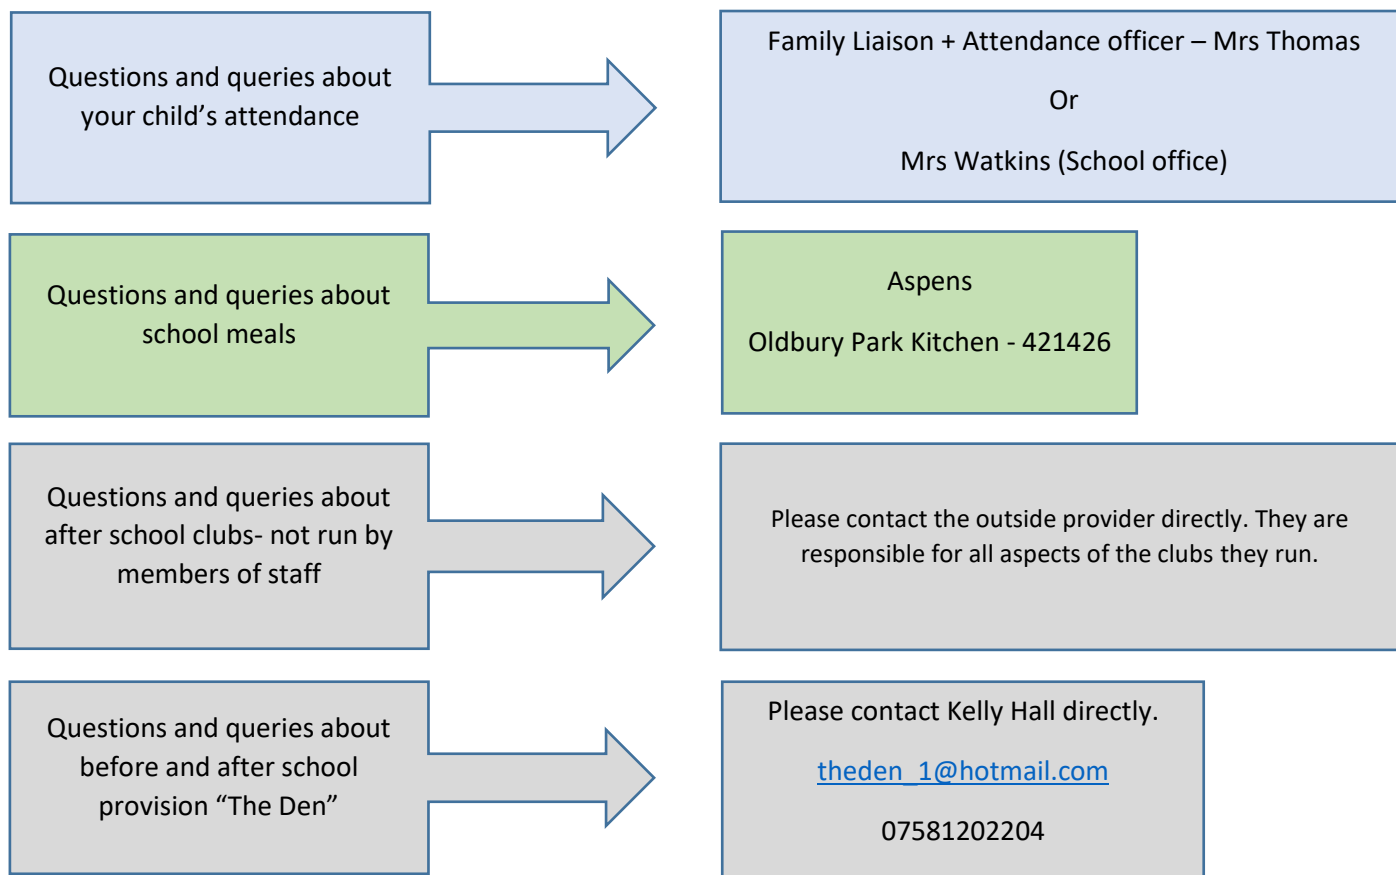 Questions and queries about
your child’s attendance
Family Liaison + Attendance officer – Mrs Thomas
Or
Mrs Watkins (School office)
Questions and queries about
school meals
Aspens
Oldbury Park Kitchen - 421426
Questions and queries about
after school clubs- not run by
members of staff
Please contact the outside provider directly. They are
responsible for all aspects of the clubs they run.
Questions and queries about
before and after school
provision “The Den”
Please contact Kelly Hall directly.
theden_1@hotmail.com
07581202204